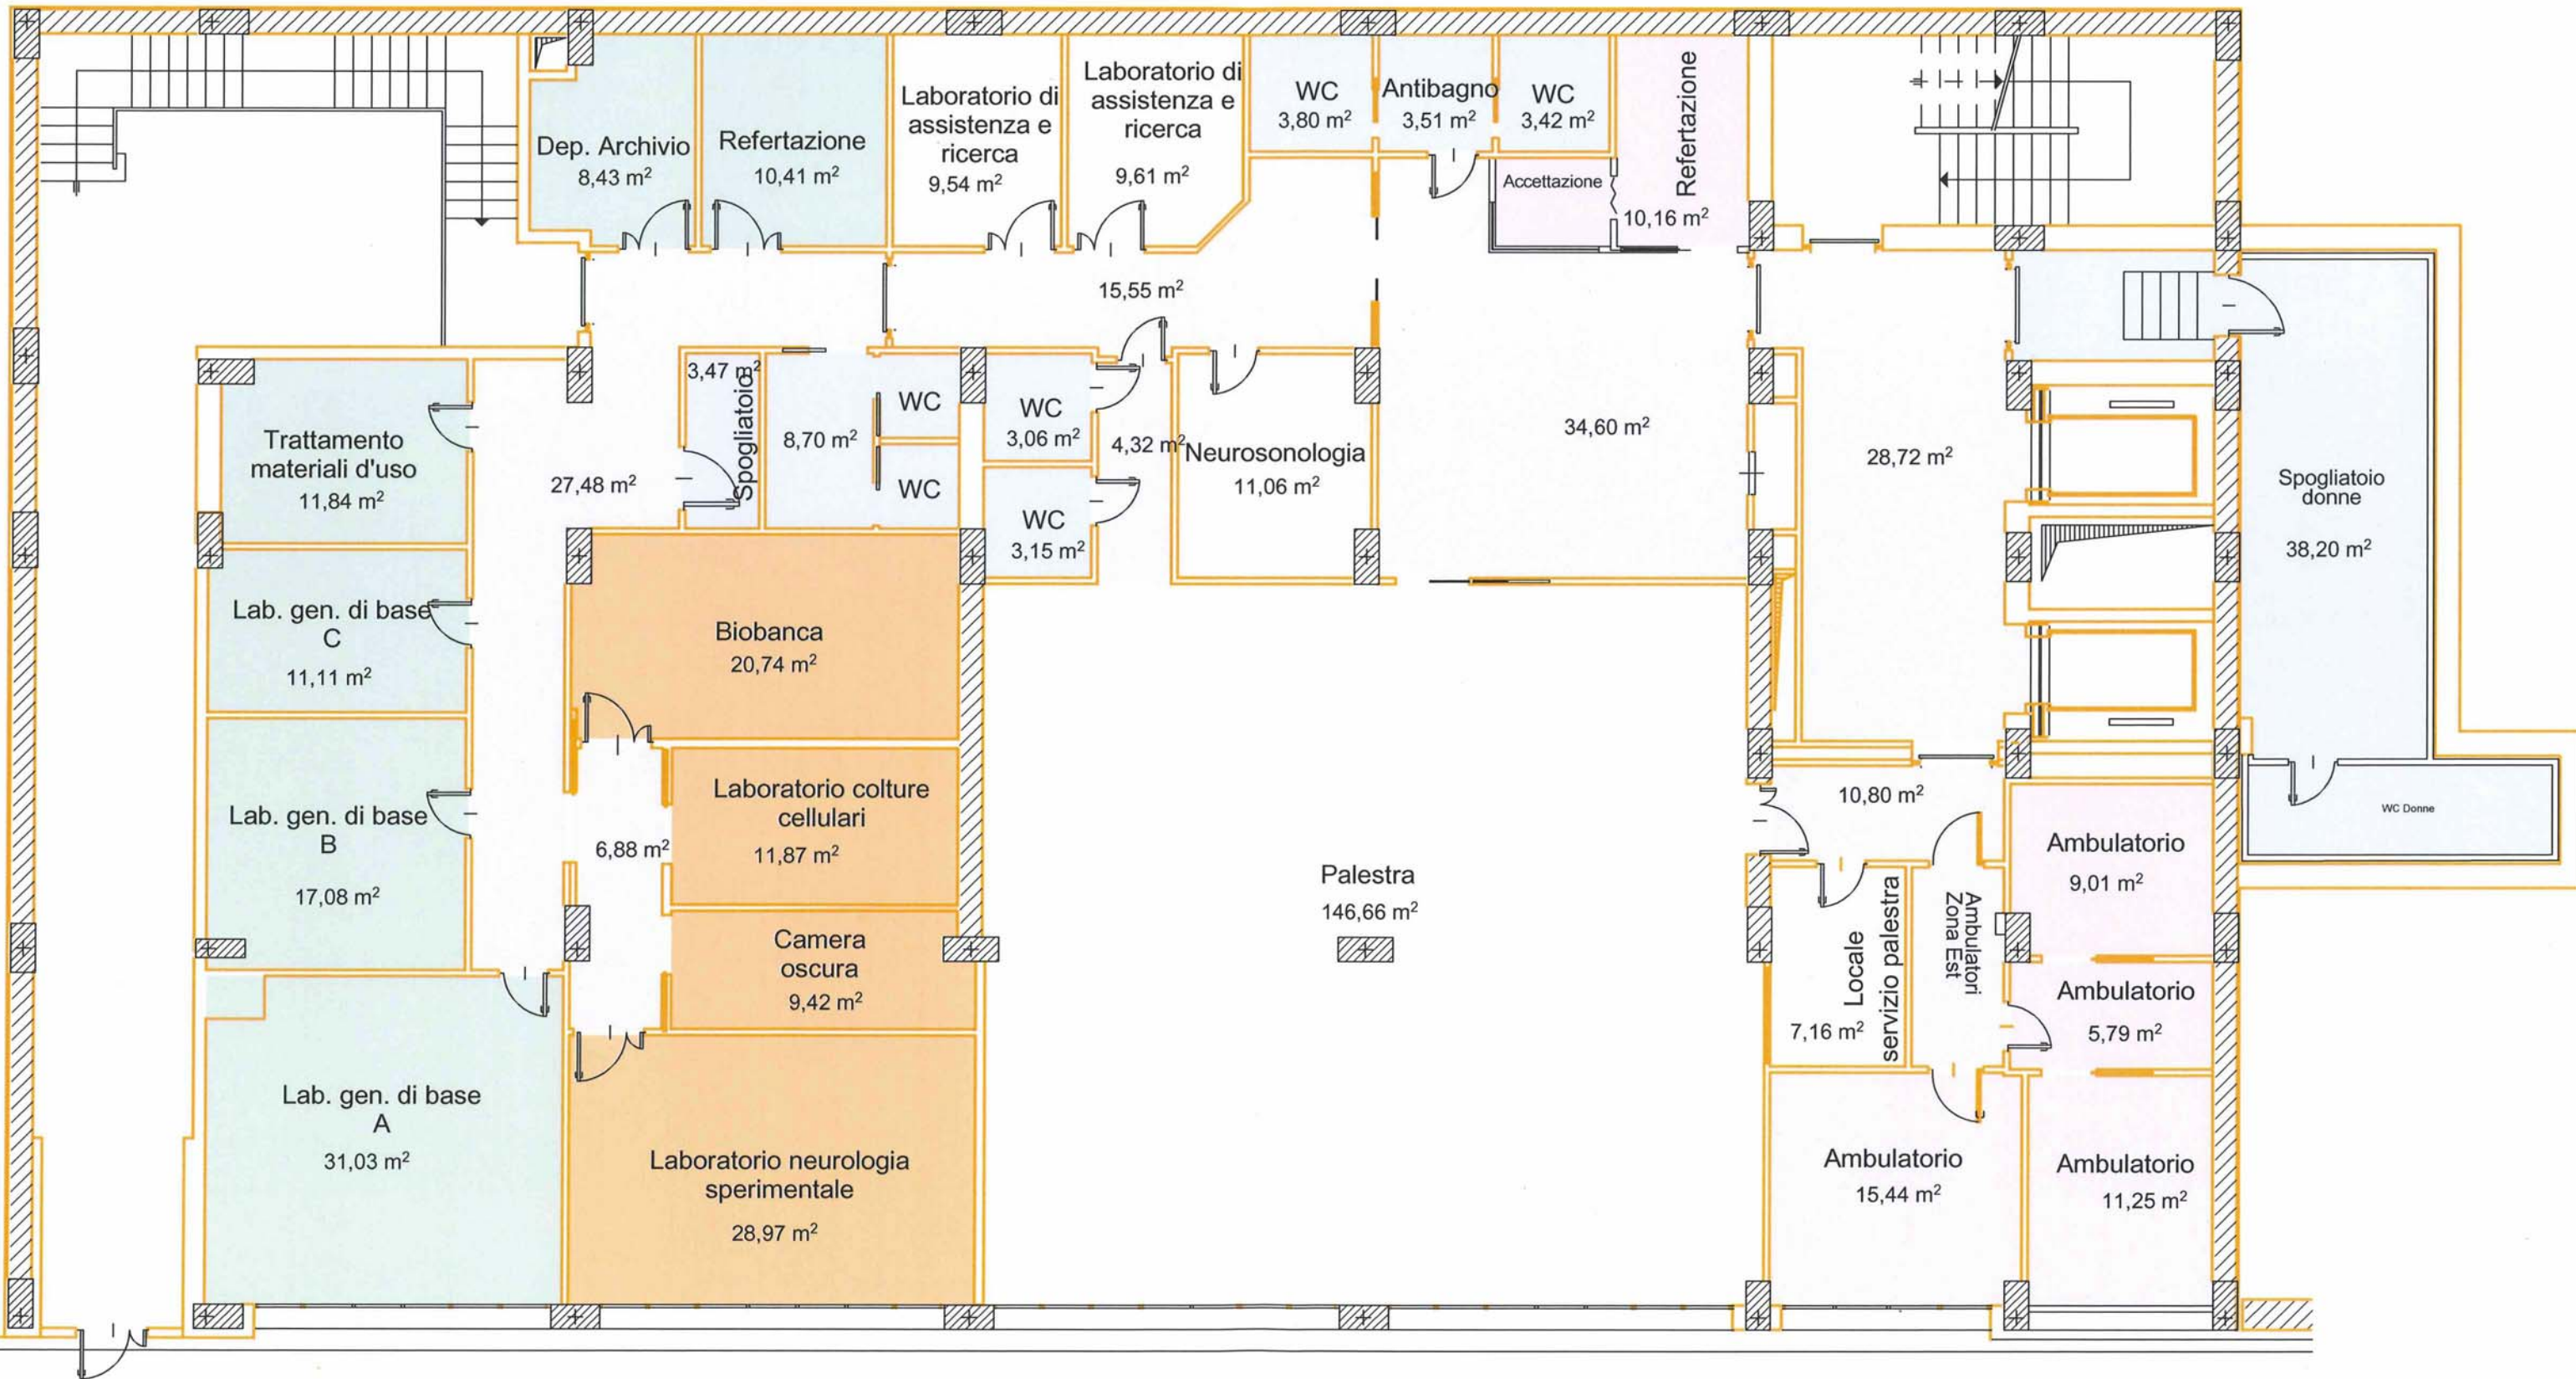 Dep. Archivio
8,43 m²
Refertazione
10,41 m²
Laboratorio di
assistenza e
ricerca
9,54 m²
Laboratorio di
assistenza e
ricerca
9,61 m²
WC
3,80 m²
Antibagno
3,51 m²
WC
3,42 m²
Accettazione
Refertazione
10,16 m²
15,55 m²
Trattamento
materiali d'uso
11,84 m²
27,48 m²
3,47 m²
Spogliatoio
8,70 m²
WC
WC
WC
3,06 m²
4,32 m²
WC
3,15 m²
Neurosonologia
11,06 m²
34,60 m²
28,72 m²
Spogliatoio
donne
38,20 m²
WC Donne
Lab. gen. di base
C
11,11 m²
Biobanca
20,74 m²
Lab. gen. di base
B
17,08 m²
6,88 m²
Laboratorio colture
cellulari
11,87 m²
Camera
oscura
9,42 m²
Palestra
146,66 m²
10,80 m²
Locale
servizio palestra
7,16 m²
Ambulatori
Zona Est
Ambulatorio
9,01 m²
Ambulatorio
5,79 m²
Lab. gen. di base
A
31,03 m²
Laboratorio neurologia
sperimentale
28,97 m²
Ambulatorio
15,44 m²
Ambulatorio
11,25 m²